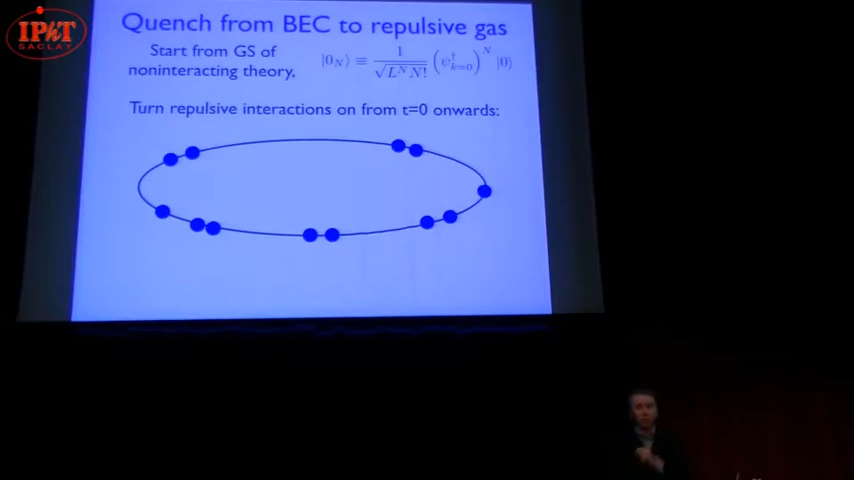 IPhT
SACLAY
Quench from BEC to repulsive gas
Start from GS of
noninteracting theory,
|0_N⟩ ≡ 1/√(L^N N!) (ψ†_{k=0})^N |0⟩
Turn repulsive interactions on from t=0 onwards: